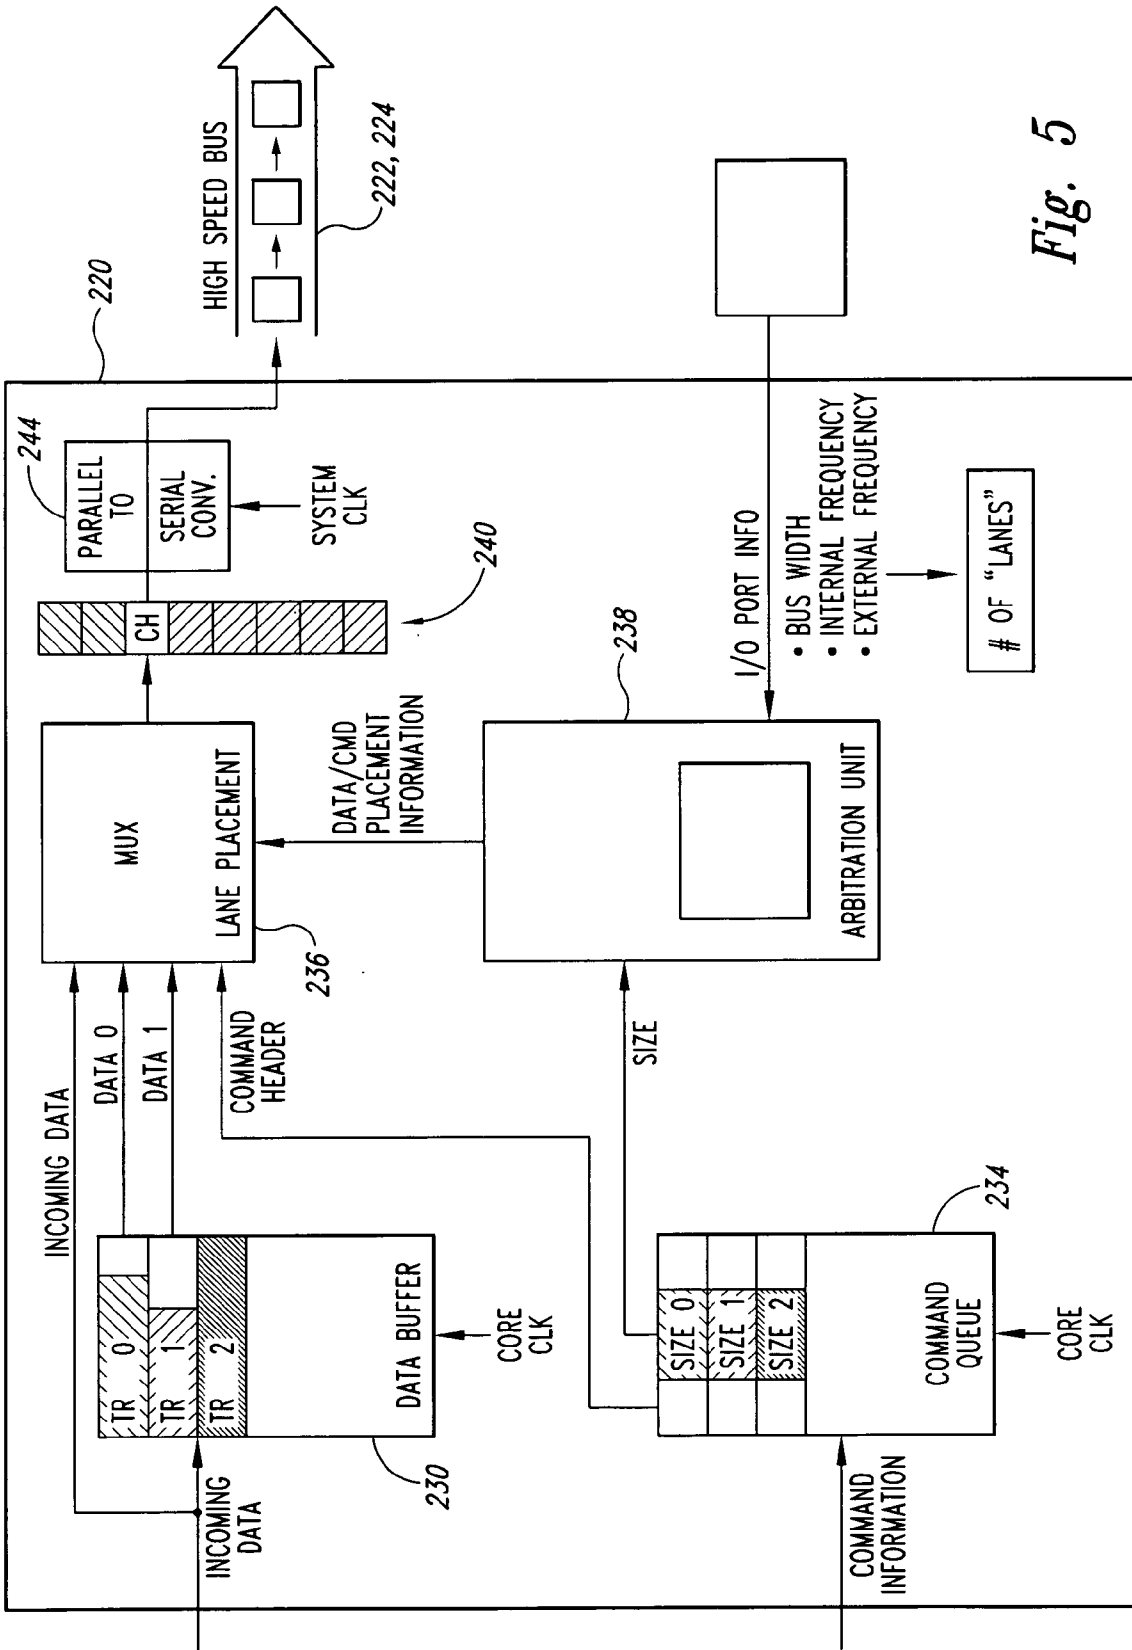 220
HIGH SPEED BUS
222, 224
244
PARALLEL
TO
SERIAL
CONV.
SYSTEM
CLK
CH
240
MUX
LANE PLACEMENT
236
INCOMING DATA
DATA 0
DATA 1
COMMAND
HEADER
TR 0
TR 1
TR 2
DATA BUFFER
230
INCOMING
DATA
CORE
CLK
DATA/CMD
PLACEMENT
INFORMATION
238
ARBITRATION UNIT
SIZE
I/O PORT INFO
• BUS WIDTH
• INTERNAL FREQUENCY
• EXTERNAL FREQUENCY
# OF "LANES"
SIZE 0
SIZE 1
SIZE 2
COMMAND
QUEUE
234
CORE
CLK
COMMAND
INFORMATION
Fig. 5